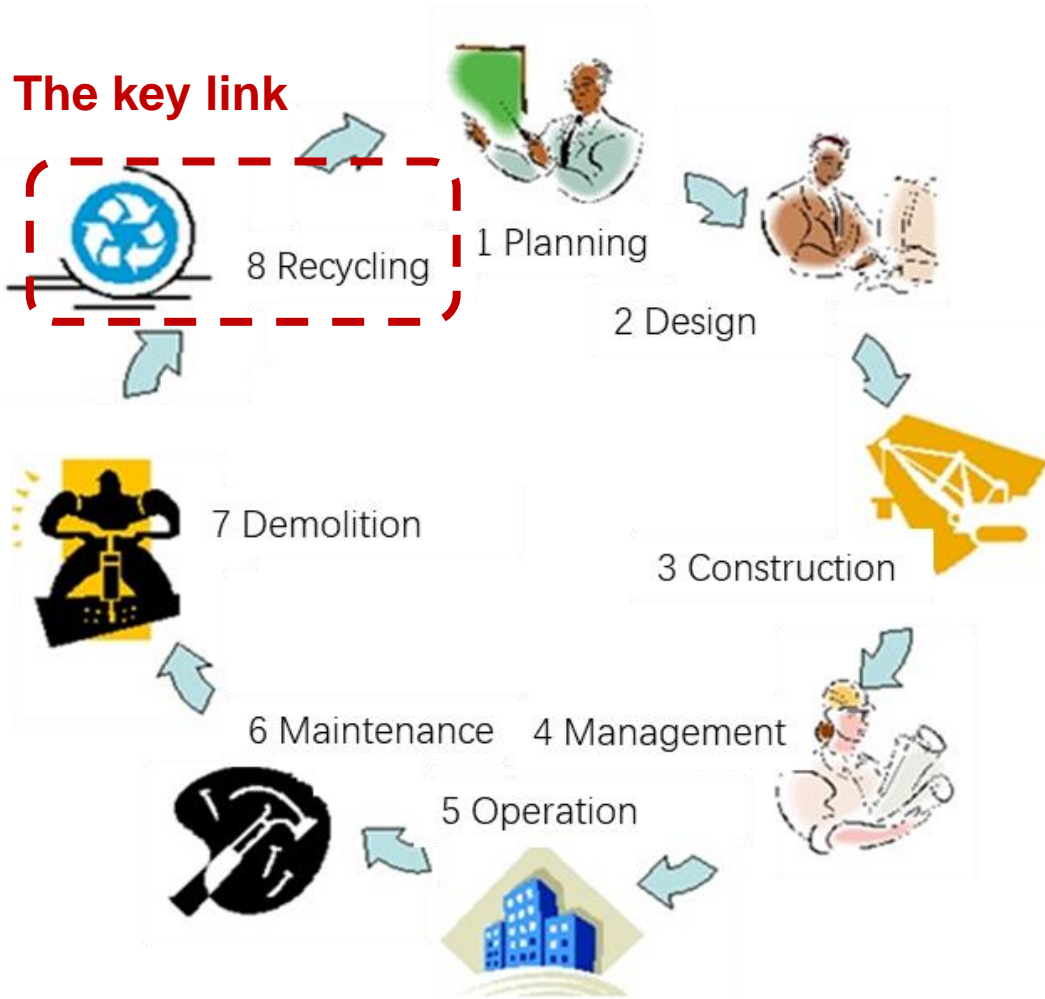 The key link
1 Planning
2 Design
3 Construction
4 Management
5 Operation
6 Maintenance
7 Demolition
8 Recycling